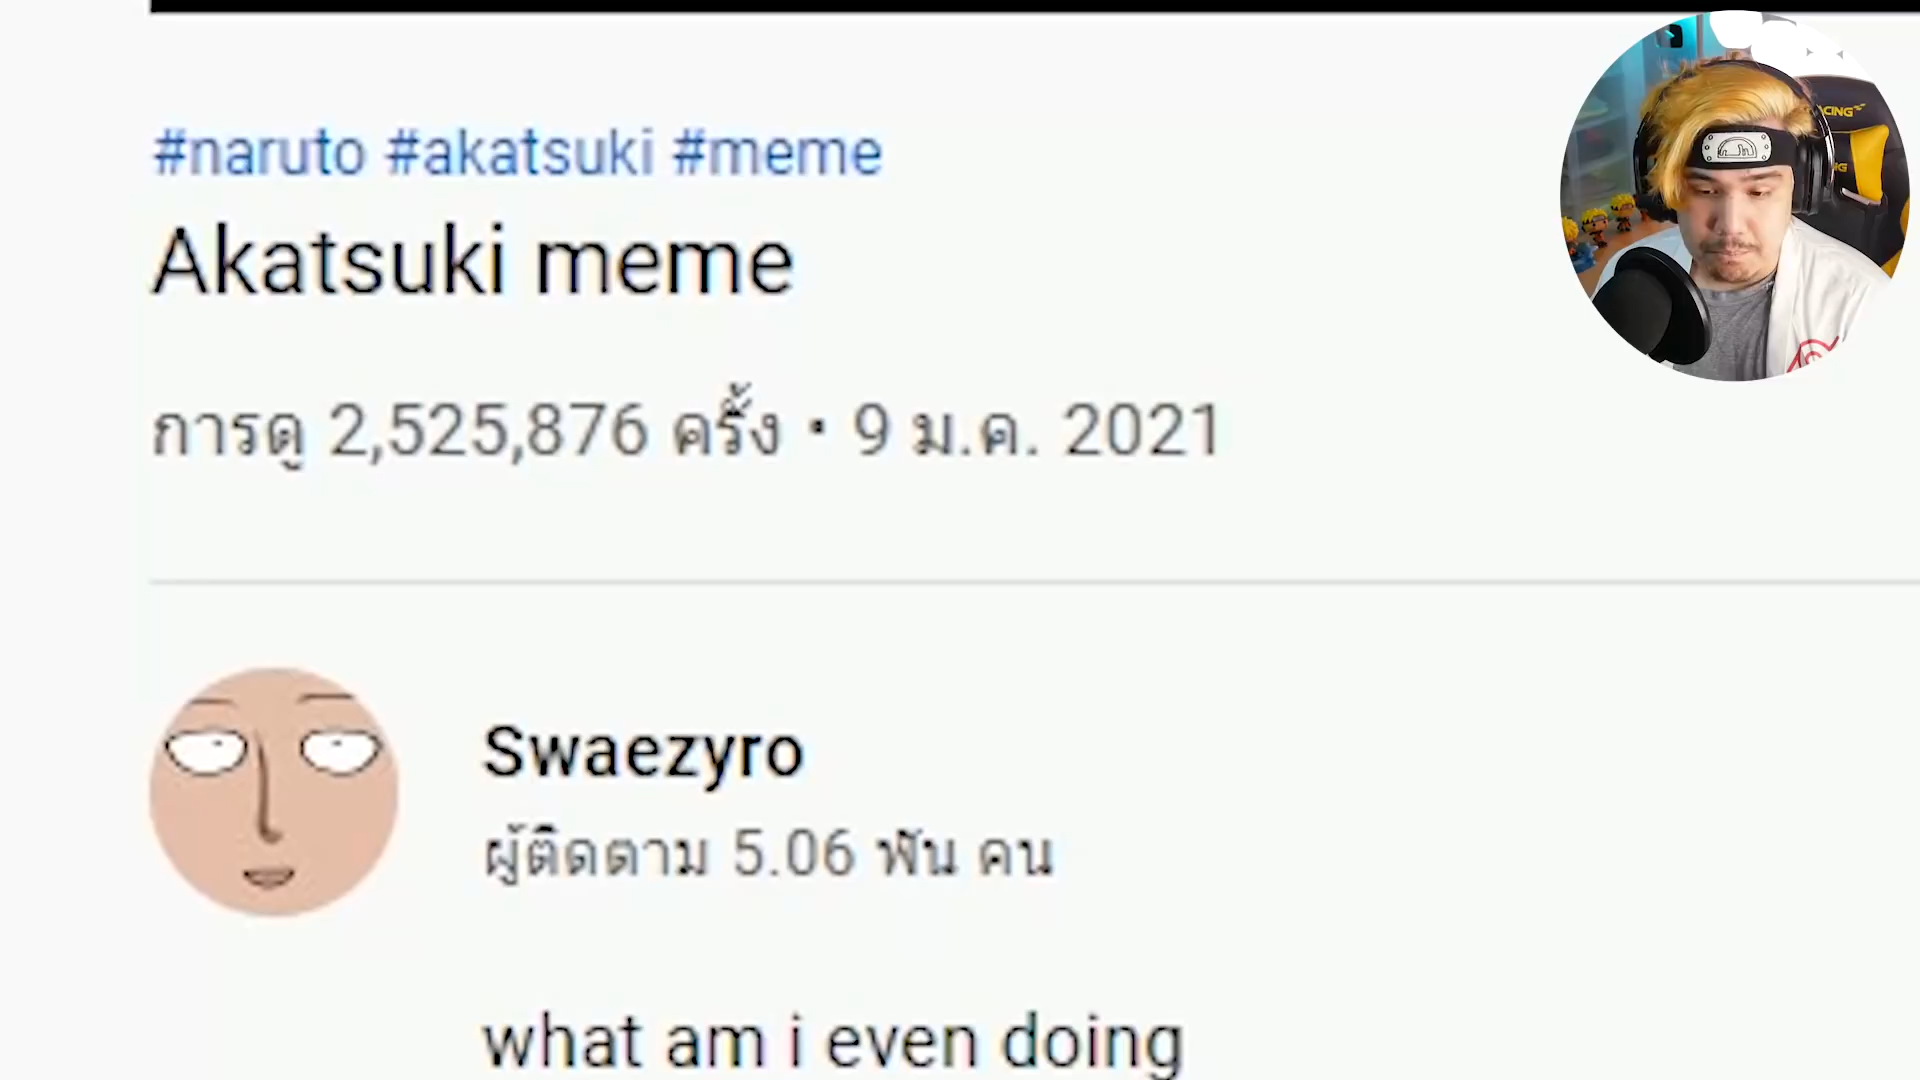 #naruto #akatsuki #meme
Akatsuki meme
การดู 2,525,876 ครั้ง • 9 ม.ค. 2021
Swaezyro
ผู้ติดตาม 5.06 พัน คน
what am i even doing